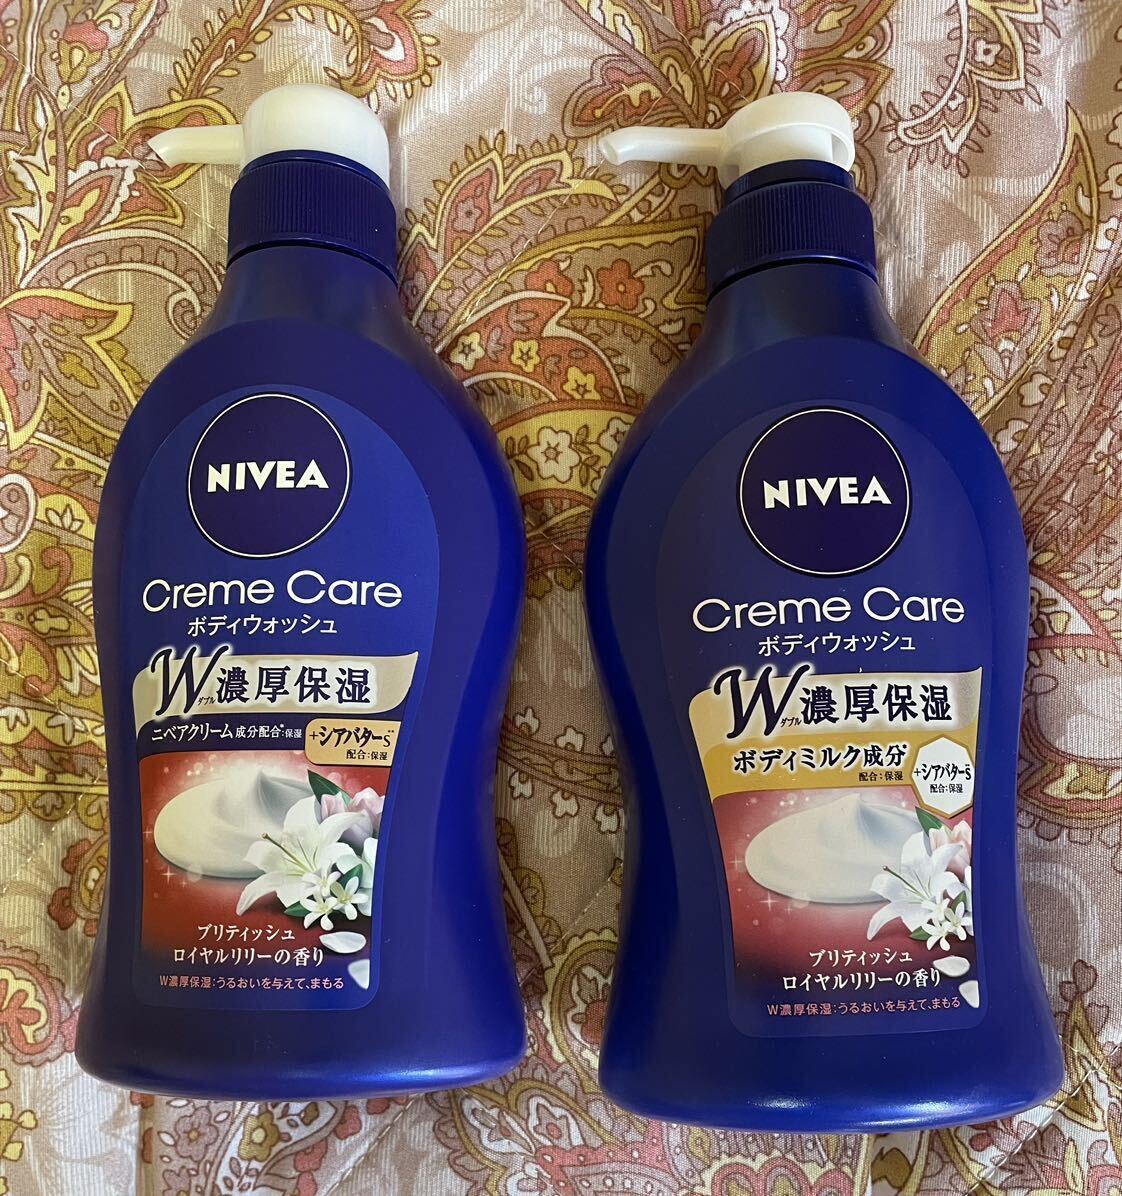 NIVEA
Creme Care
ボディウォッシュ
W濃厚保湿
ダブル
ニベアクリーム成分配合*:保湿
+シアバターS**
配合:保湿
ブリティッシュ
ロイヤルリリーの香り
W濃厚保湿:うるおいを与えて、まもる
NIVEA
Creme Care
ボディウォッシュ
W濃厚保湿
ダブル
ボディミルク成分*
配合:保湿
+シアバターS**
配合:保湿
ブリティッシュ
ロイヤルリリーの香り
W濃厚保湿:うるおいを与えて、まもる